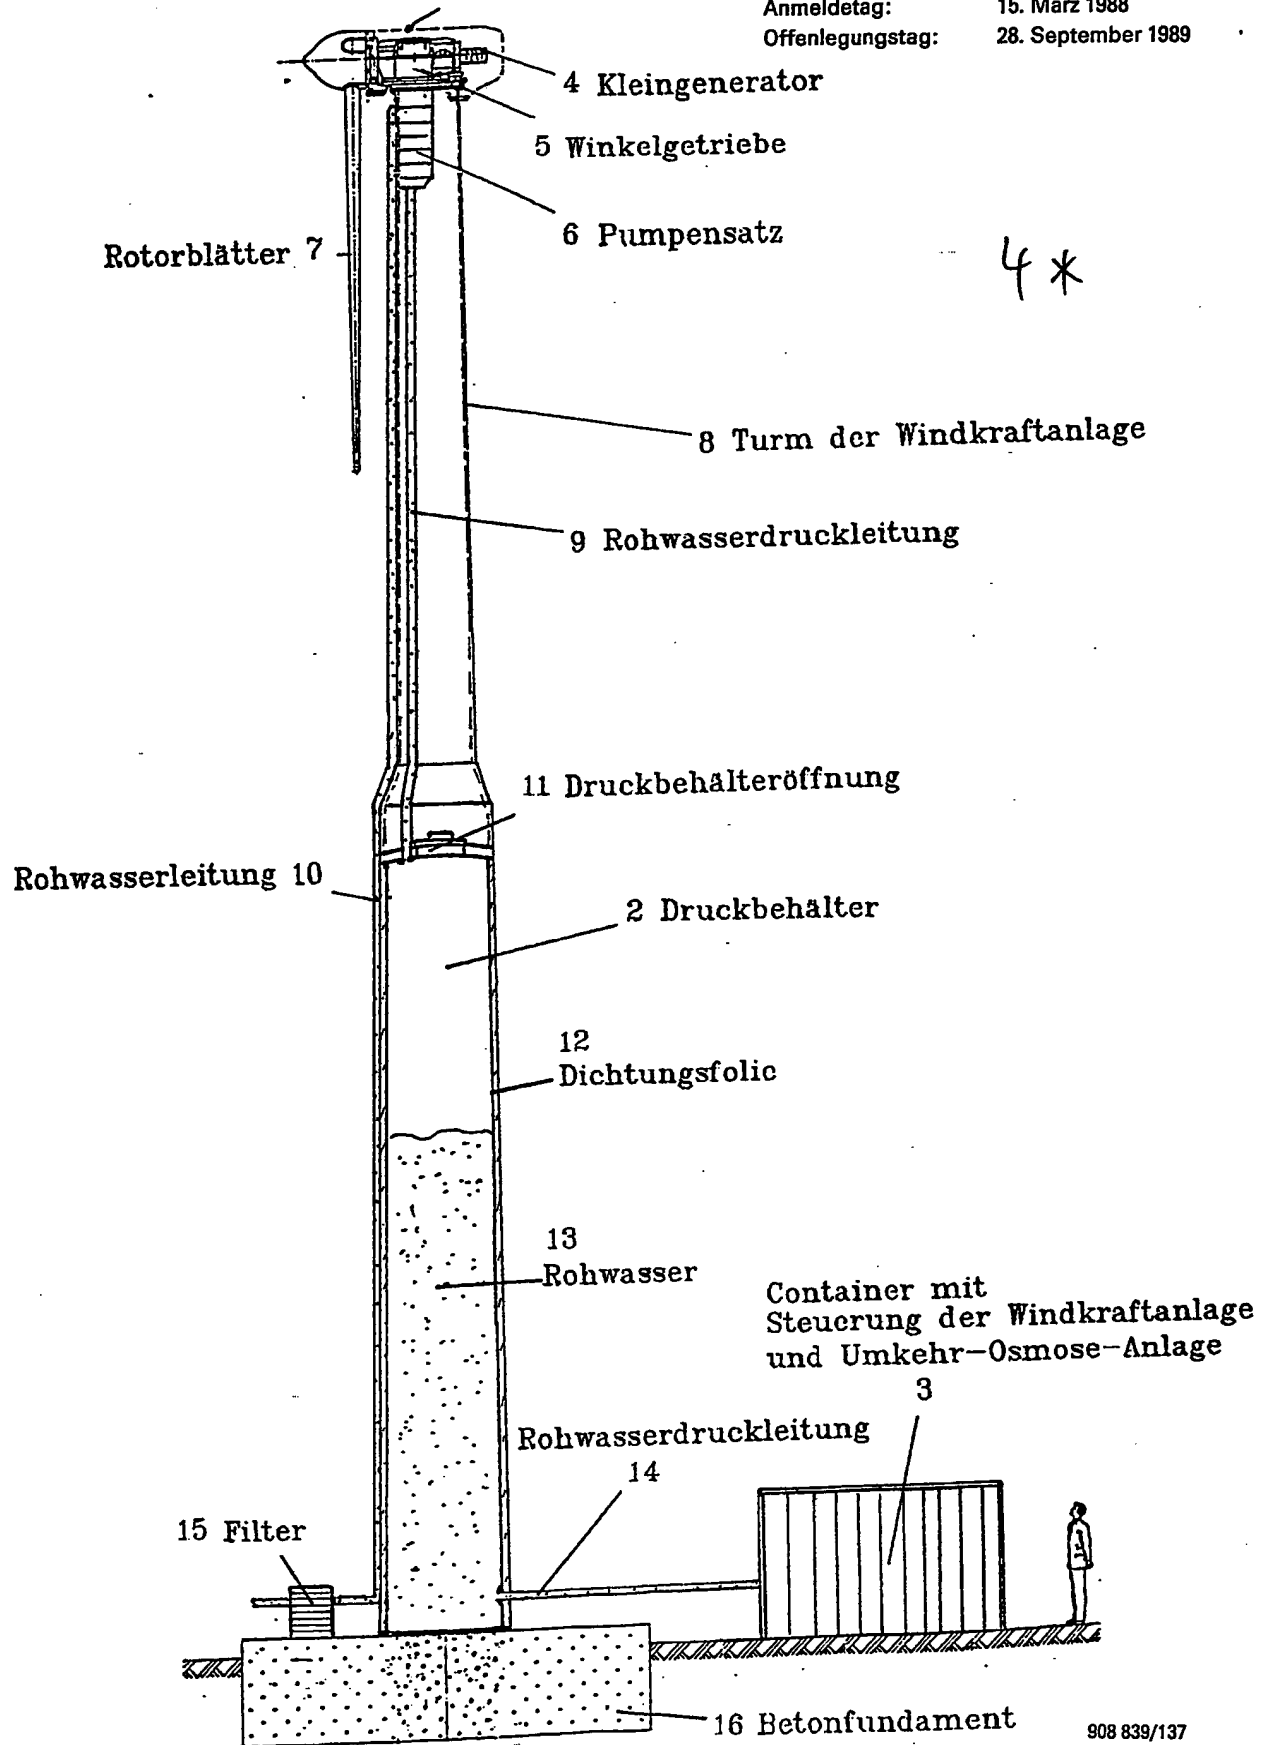 Anmeldetag: 15. März 1988
Offenlegungstag: 28. September 1989
4 Kleingenerator
5 Winkelgetriebe
6 Pumpensatz
Rotorblätter 7
4 *
8 Turm der Windkraftanlage
9 Rohwasserdruckleitung
11 Druckbehälteröffnung
Rohwasserleitung 10
2 Druckbehälter
12
Dichtungsfolie
13
Rohwasser
Container mit
Steuerung der Windkraftanlage
und Umkehr-Osmose-Anlage
3
Rohwasserdruckleitung
14
15 Filter
16 Betonfundament
908 839/137